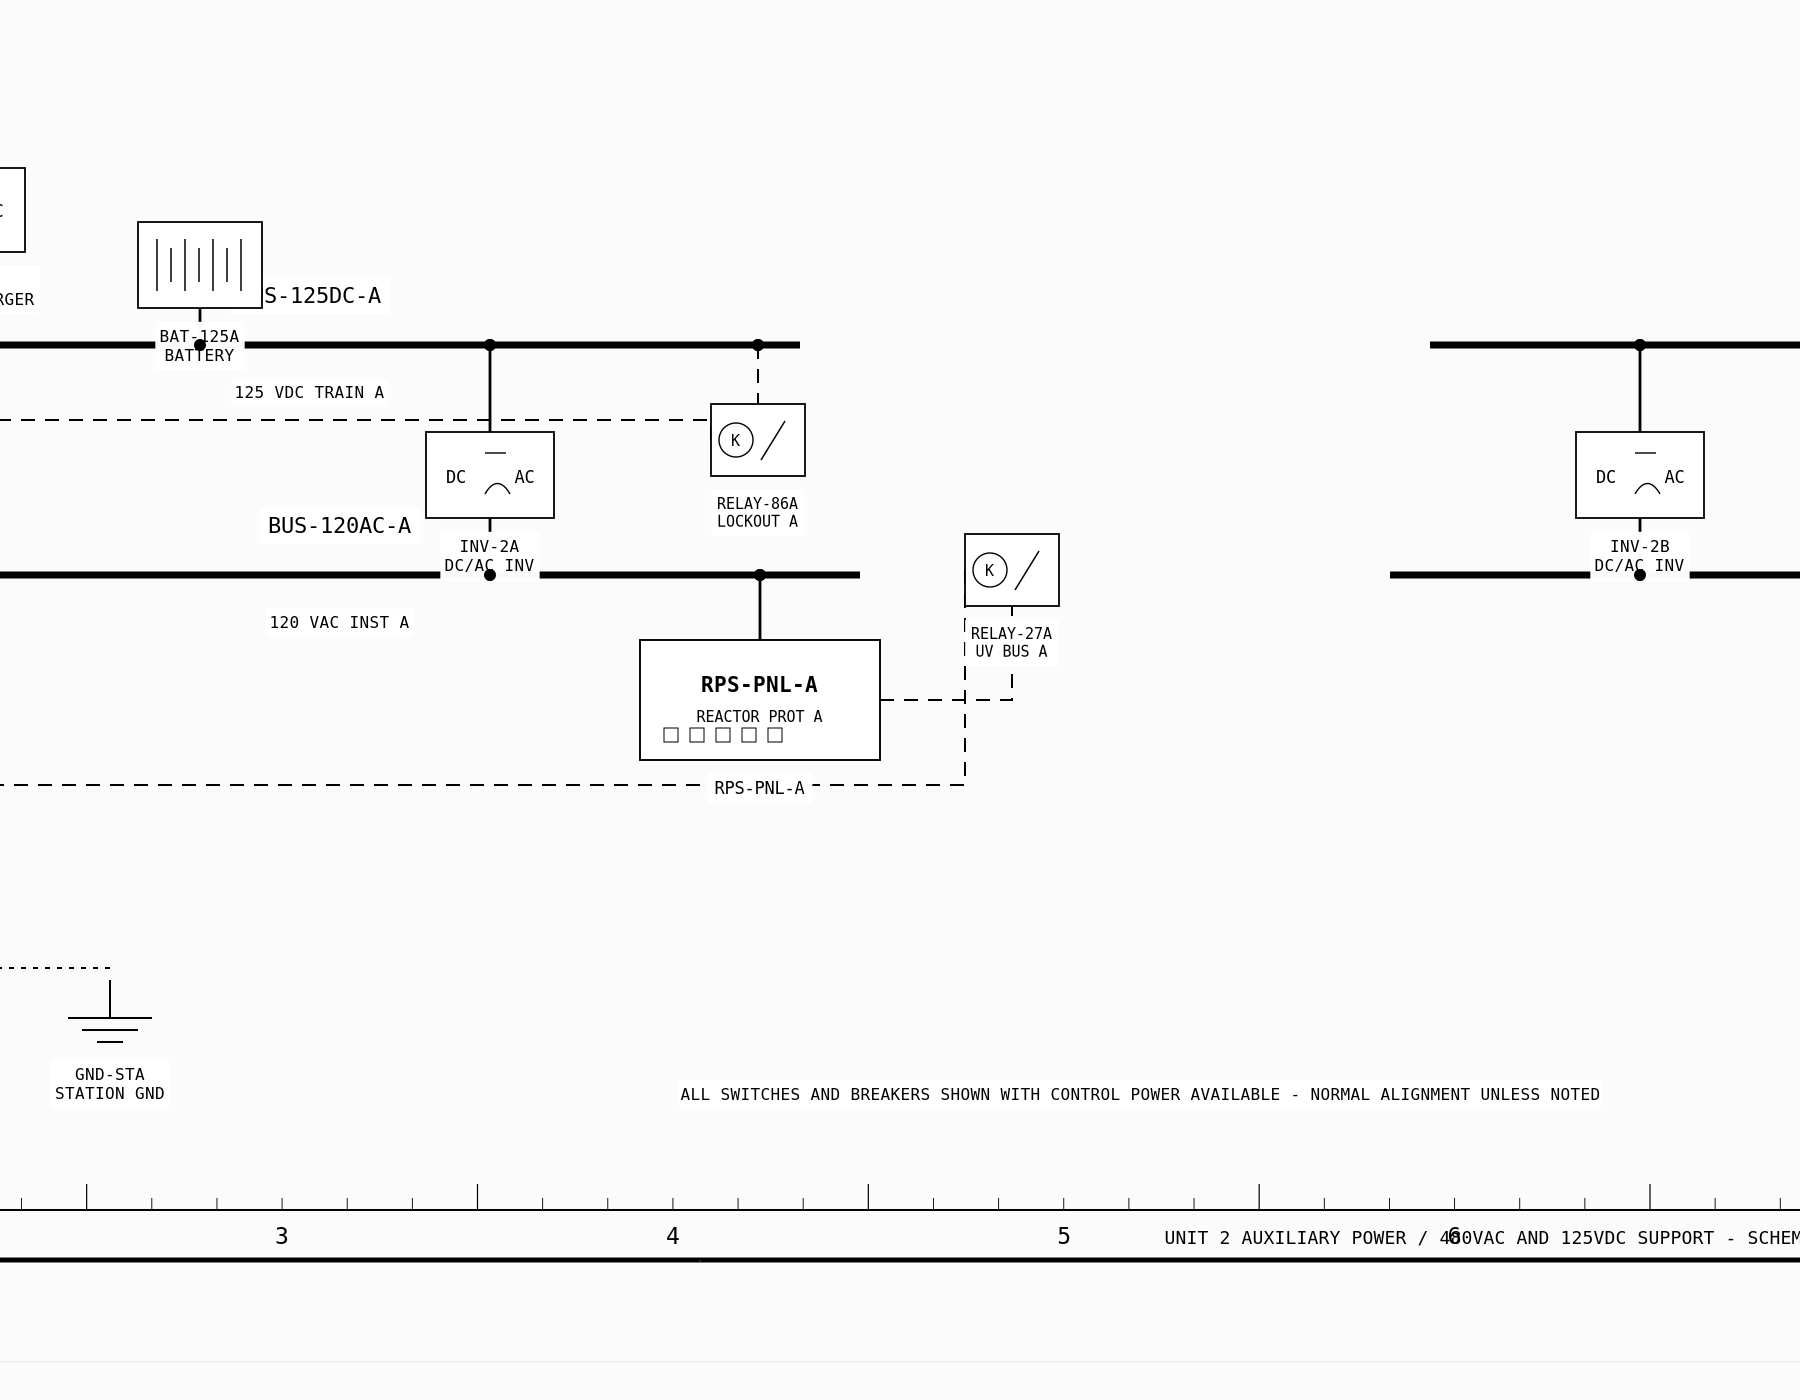 S-125DC-A
RGER
BAT-125A
BATTERY
125 VDC TRAIN A
K
RELAY-86A
LOCKOUT A
DC AC
BUS-120AC-A
INV-2A
DC/AC INV
120 VAC INST A
K
RELAY-27A
UV BUS A
DC AC
INV-2B
DC/AC INV
RPS-PNL-A
REACTOR PROT A
RPS-PNL-A
GND-STA
STATION GND
ALL SWITCHES AND BREAKERS SHOWN WITH CONTROL POWER AVAILABLE - NORMAL ALIGNMENT UNLESS NOTED
3 4 5 6
UNIT 2 AUXILIARY POWER / 480VAC AND 125VDC SUPPORT - SCHEM